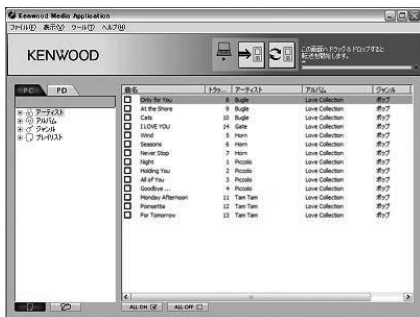 Kenwood Media Application
ファイル(F) 表示(V) ツール(T) ヘルプ(H)
KENWOOD
この画面へドラッグ&ドロップすると
転送を開始します。
PC PD
アーティスト
アルバム
ジャンル
プレイリスト
曲名 トラッ... アーティスト アルバム ジャンル
Only for You 8 Bugle Love Collection ポップ
At the Shore 9 Bugle Love Collection ポップ
Cats 10 Bugle Love Collection ポップ
I LOVE YOU 14 Gate Love Collection ポップ
Wind 5 Horn Love Collection ポップ
Seasons 6 Horn Love Collection ポップ
Never Stop 7 Horn Love Collection ポップ
Night 1 Piccolo Love Collection ポップ
Holding You 2 Piccolo Love Collection ポップ
All of You 3 Piccolo Love Collection ポップ
Goodbye ... 4 Piccolo Love Collection ポップ
Monday Afternoon 11 Tam Tam Love Collection ポップ
Poinsettia 12 Tam Tam Love Collection ポップ
For Tomorrow 13 Tam Tam Love Collection ポップ
ALL ON ALL OFF